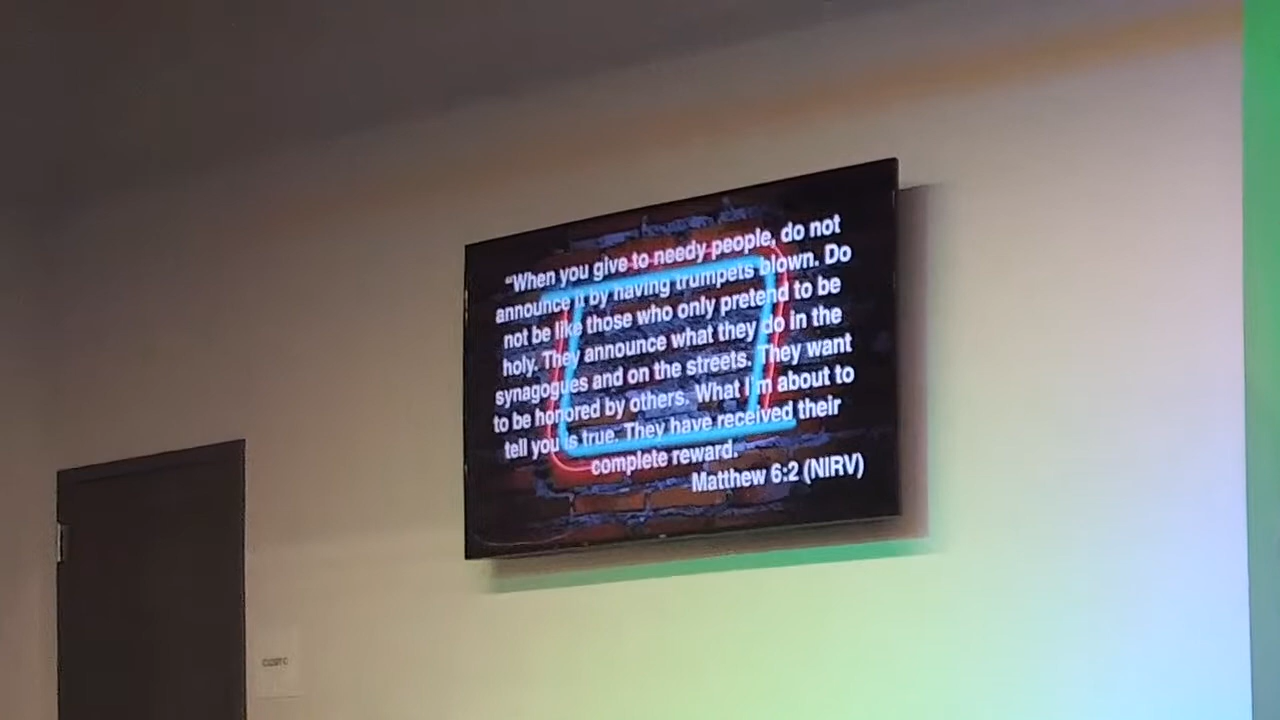 “When you give to needy people, do not
announce it by having trumpets blown. Do
not be like those who only pretend to be
holy. They announce what they do in the
synagogues and on the streets. They want
to be honored by others. What I'm about to
tell you is true. They have received their
complete reward.
Matthew 6:2 (NIRV)